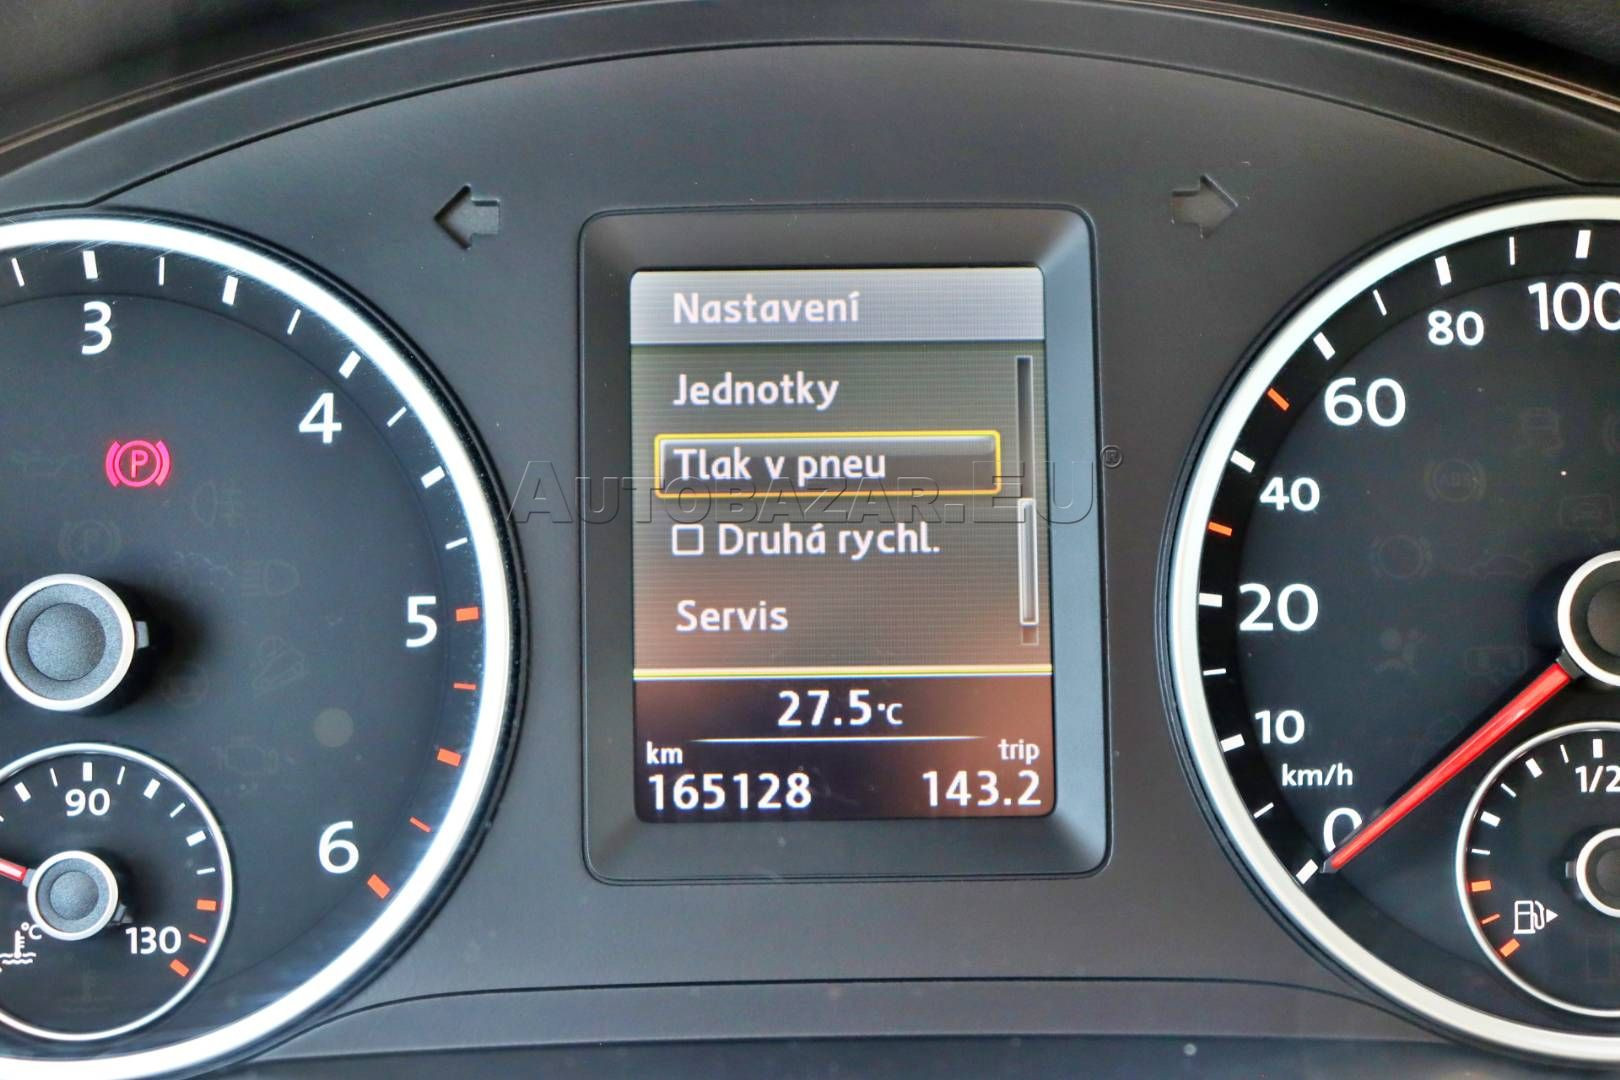 Nastavení
Jednotky
Tlak v pneu
Druhá rychl.
Servis
27.5°C
km
trip
165128
143.2
AUTOBAZAR.EU®
3
4
5
6
P
90
130
°C
100
80
60
40
20
10
km/h
0
1/2